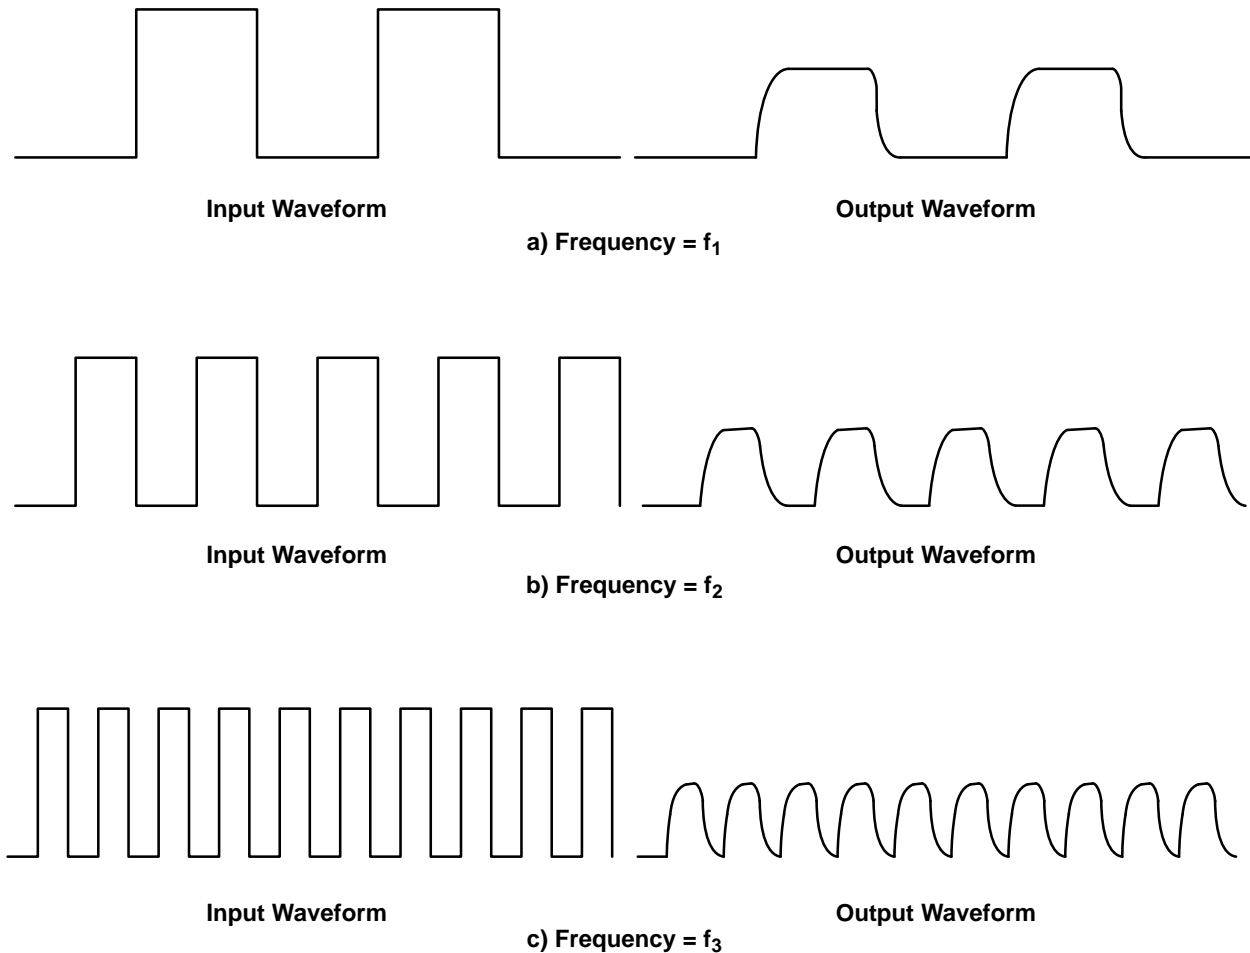 Input Waveform
Output Waveform
a) Frequency = f1
Input Waveform
Output Waveform
b) Frequency = f2
Input Waveform
Output Waveform
c) Frequency = f3